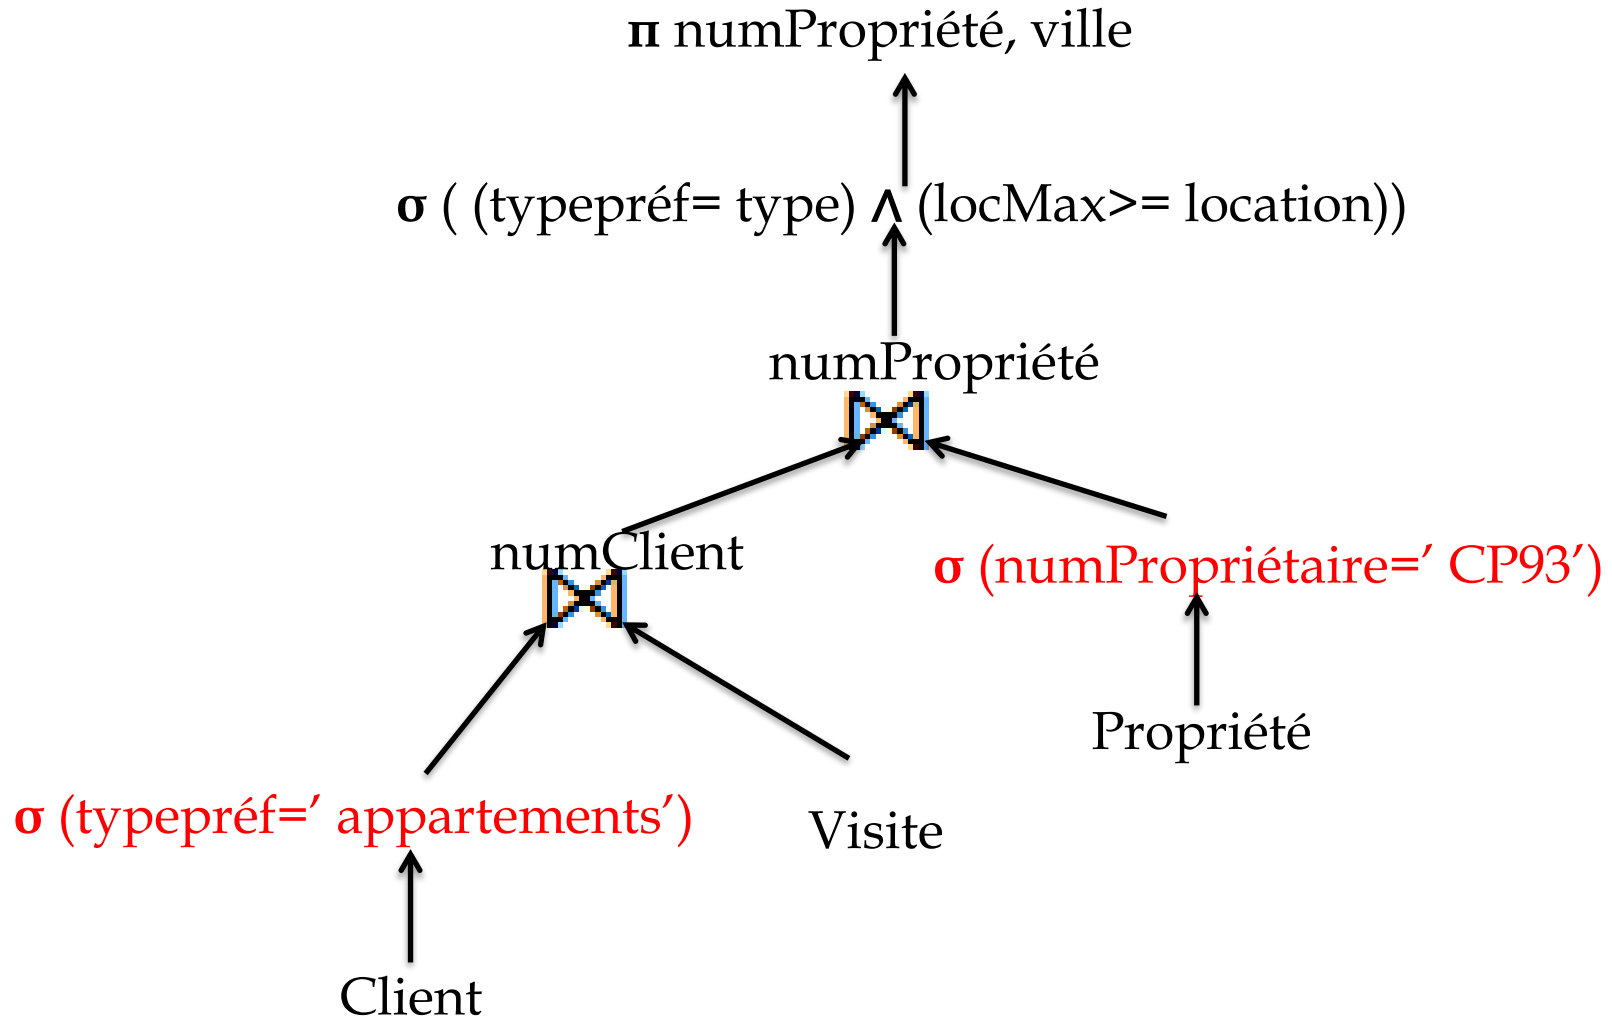 π numPropriété, ville
σ ( (typepréf= type) ∧ (locMax>= location))
numPropriété
numClient
σ (numPropriétaire=’ CP93’)
Propriété
σ (typepréf=’ appartements’)
Visite
Client